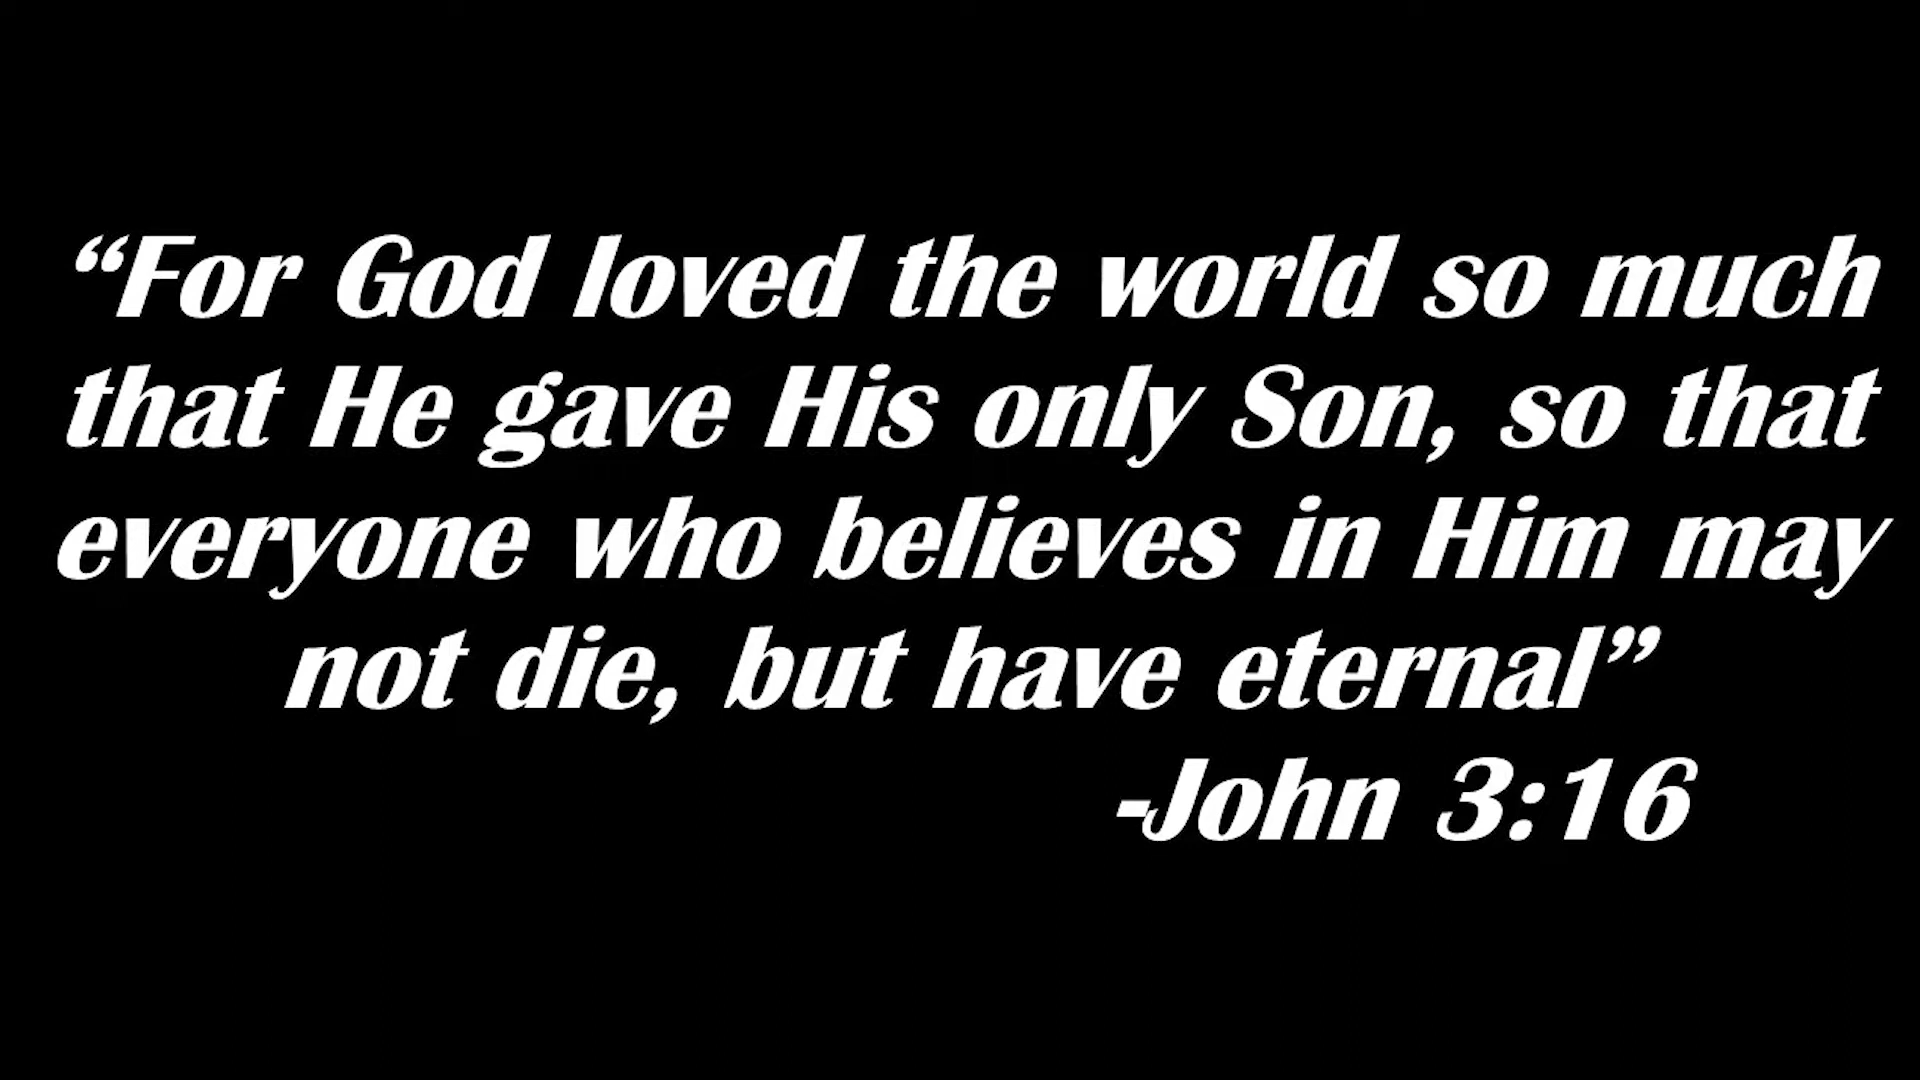 “For God loved the world so much
that He gave His only Son, so that
everyone who believes in Him may
not die, but have eternal”
-John 3:16